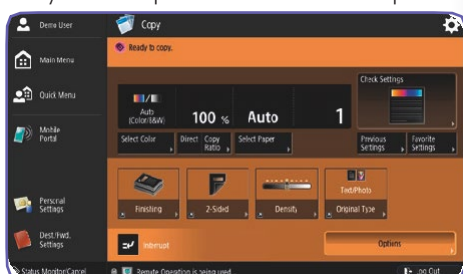 Demo User
Copy
Ready to copy.
Main Menu
Quick Menu
Mobile
Portal
Personal
Settings
Dest./Fwd.
Settings
Status Monitor/Cancel
Check Settings
Auto
(Color/B&W)
100 %
Auto
1
Select Color
Direct
Copy
Ratio
Select Paper
Previous
Settings
Favorite
Settings
Finishing
2-Sided
Density
Text/Photo
Original Type
Interrupt
Options
Remote Operation is being used.
Log Out